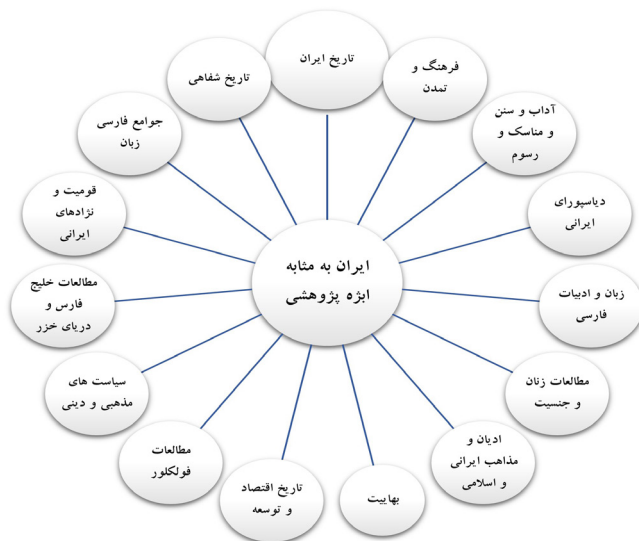 تاریخ ایران
فرهنگ و
تمدن
آداب و سنن
و مناسک و
رسوم
دیاسپورای
ایرانی
زبان و ادبیات
فارسی
مطالعات زنان
و جنسیت
ادیان و
مذاهب ایرانی
و اسلامی
بهاییت
تاریخ اقتصاد
و توسعه
مطالعات
فولکلور
سیاست های
مذهبی و دینی
مطالعات خلیج
فارس و
دریای خزر
قومیت و
نژادهای
ایرانی
جوامع فارسی
زبان
تاریخ شفاهی
ایران به مثابه
ابژه پژوهشی